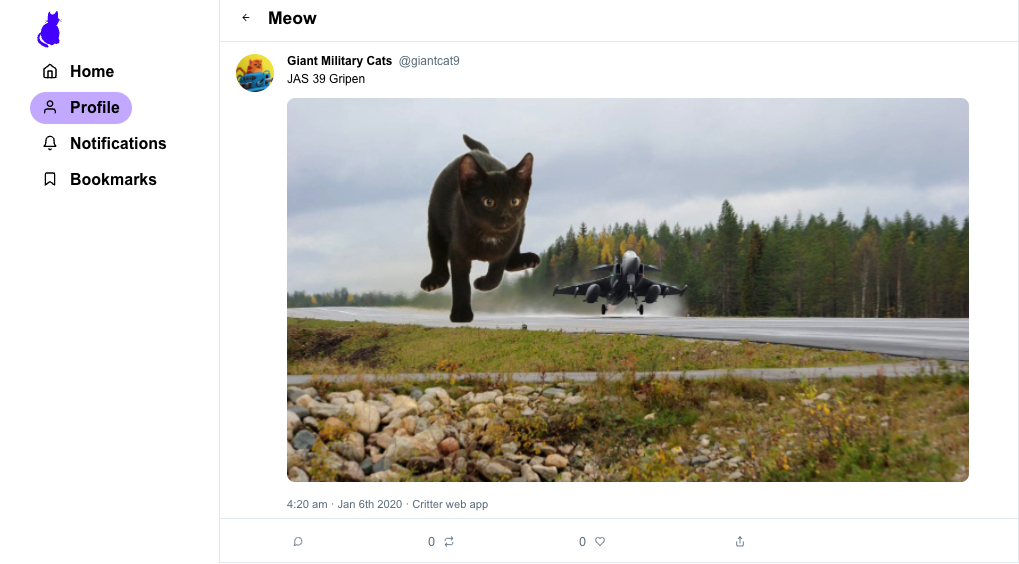 Meow
Home
Profile
Notifications
Bookmarks
Giant Military Cats @giantcat9
JAS 39 Gripen
4:20 am · Jan 6th 2020 · Critter web app
0
0